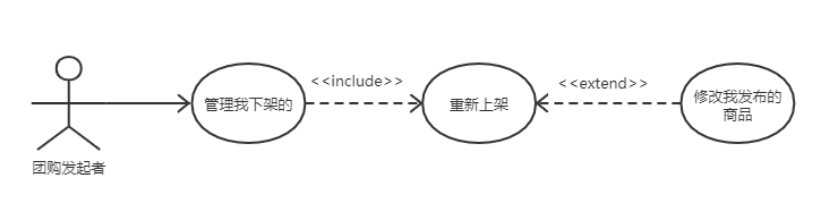 <<include>>
<<extend>>
管理我下架的
重新上架
修改我发布的
商品
团购发起者